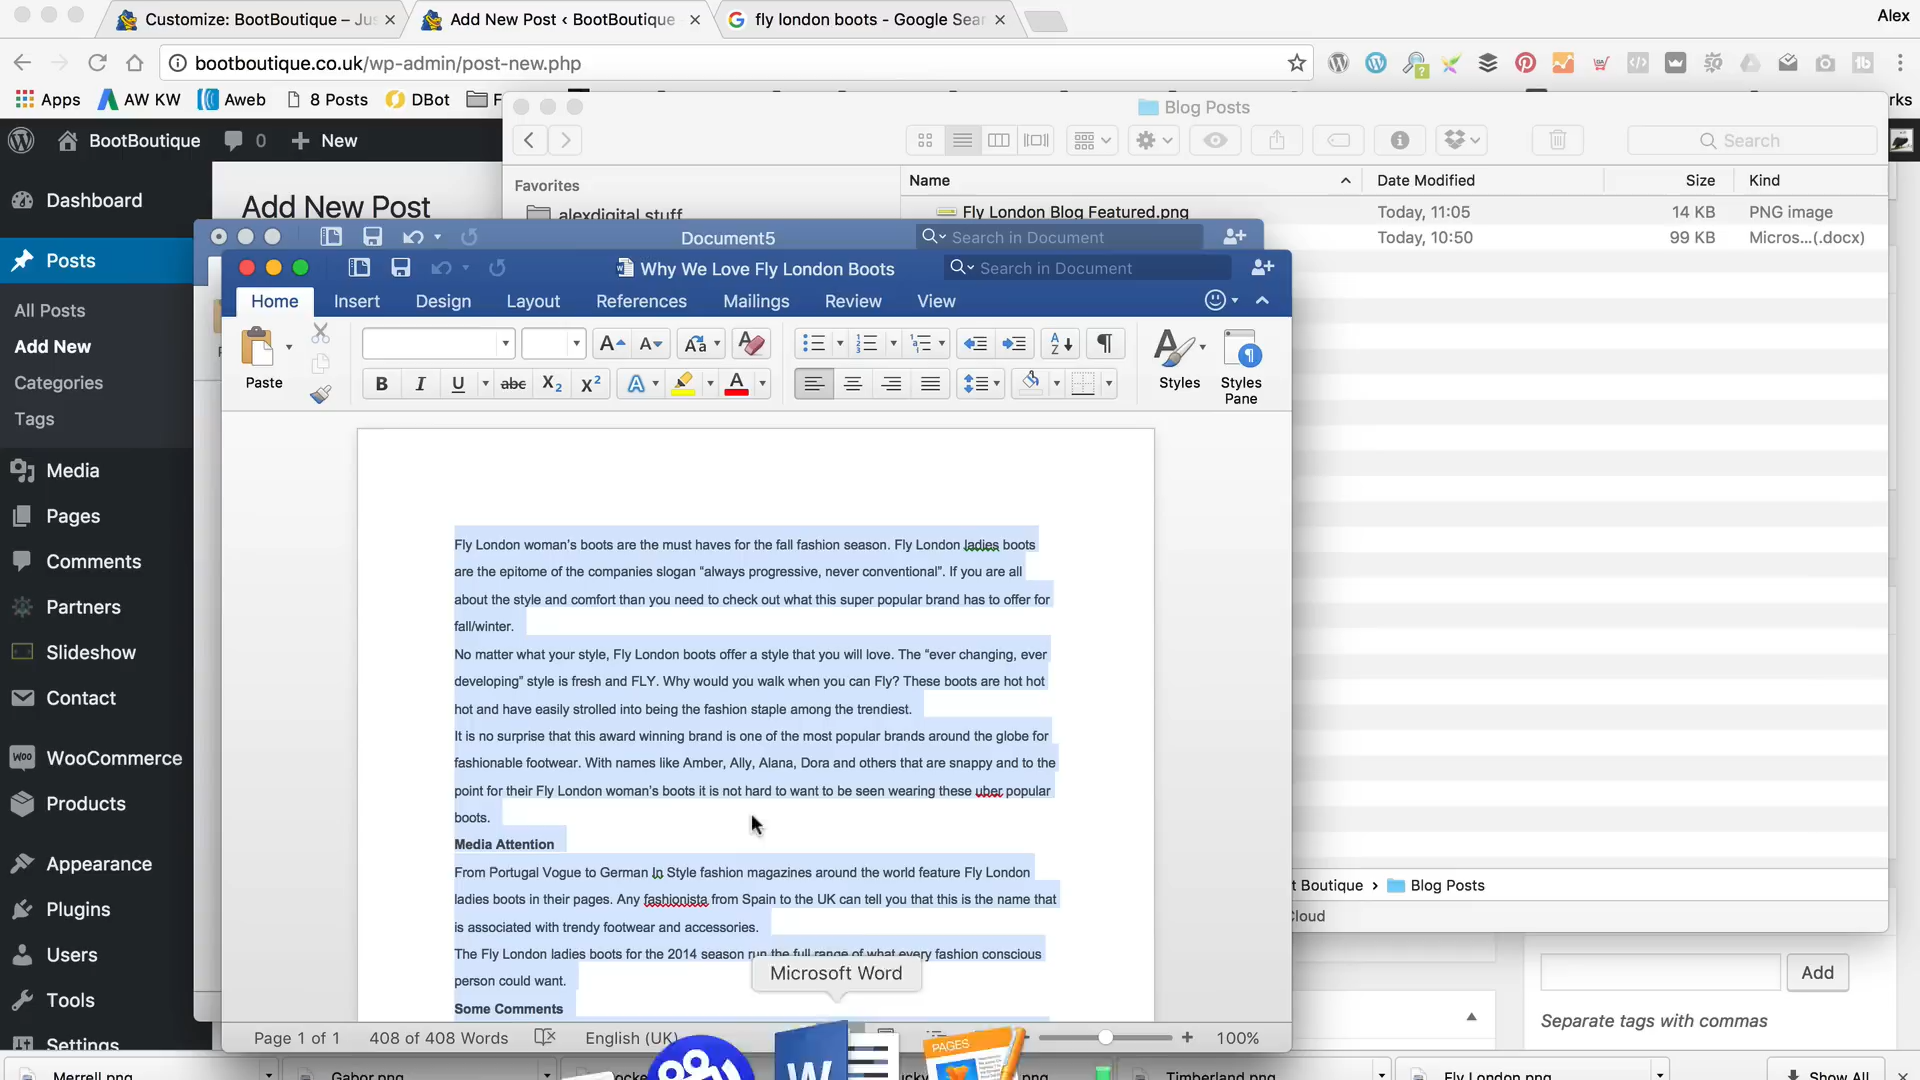 Customize: BootBoutique – Jus
Add New Post ‹ BootBoutique
fly london boots - Google Sear
Alex
bootboutique.co.uk/wp-admin/post-new.php
Apps
AW KW
Aweb
8 Posts
DBot
F
rks
BootBoutique
0
New
Blog Posts
Search
Favorites
alexdigital stuff
Name
Date Modified
Size
Kind
Fly London Blog Featured.png
Today, 11:05
14 KB
PNG image
Today, 10:50
99 KB
Micros...(.docx)
Add New Post
Dashboard
Posts
All Posts
Add New
Categories
Tags
Media
Pages
Comments
Partners
Slideshow
Contact
WooCommerce
Products
Appearance
Plugins
Users
Tools
Settings
Document5
Search in Document
Why We Love Fly London Boots
Search in Document
Home
Insert
Design
Layout
References
Mailings
Review
View
Paste
Styles
Styles
Pane
Fly London woman's boots are the must haves for the fall fashion season. Fly London ladies boots
are the epitome of the companies slogan “always progressive, never conventional”. If you are all
about the style and comfort than you need to check out what this super popular brand has to offer for
fall/winter.
No matter what your style, Fly London boots offer a style that you will love. The “ever changing, ever
developing” style is fresh and FLY. Why would you walk when you can Fly? These boots are hot hot
hot and have easily strolled into being the fashion staple among the trendiest.
It is no surprise that this award winning brand is one of the most popular brands around the globe for
fashionable footwear. With names like Amber, Ally, Alana, Dora and others that are snappy and to the
point for their Fly London woman's boots it is not hard to want to be seen wearing these uber popular
boots.
Media Attention
From Portugal Vogue to German In Style fashion magazines around the world feature Fly London
ladies boots in their pages. Any fashionista from Spain to the UK can tell you that this is the name that
is associated with trendy footwear and accessories.
The Fly London ladies boots for the 2014 season run the full range of what every fashion conscious
person could want.
Some Comments
Microsoft Word
Page 1 of 1
408 of 408 Words
English (UK)
100%
t Boutique › Blog Posts
Cloud
Add
Separate tags with commas
PAGES
Merrell.png
Gabor.png
Timberland.png
Fly London.png
Show All